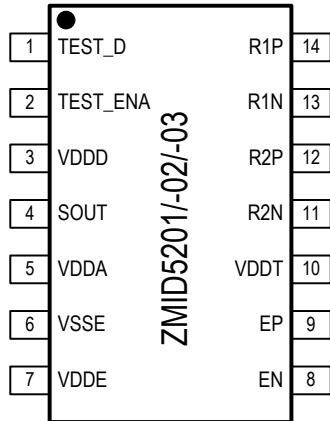 1 TEST_D R1P 14
2 TEST_ENA R1N 13
3 VDDD R2P 12
4 SOUT R2N 11
5 VDDA VDDT 10
6 VSSE EP 9
7 VDDE EN 8
ZMID5201/-02/-03